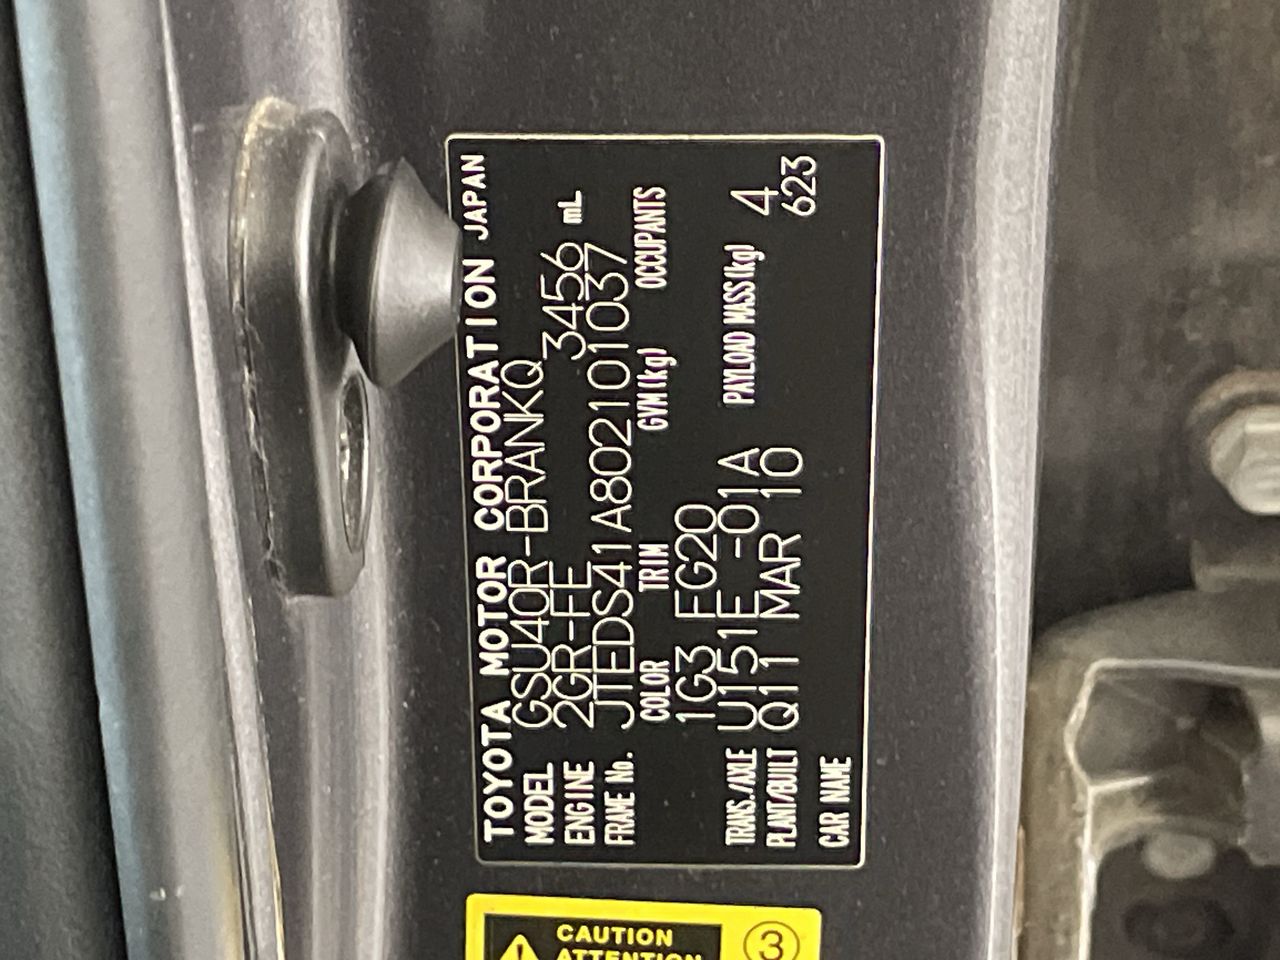 TOYOTA MOTOR CORPORATION JAPAN
MODEL GSU40R-BRANKQ
ENGINE 2GR-FE 3456 mL
FRAME No. JTEDS41A802101037
COLOR TRIM GVM(kg) OCCUPANTS
1G3 FG20
TRANS./AXLE U151E -01A PAYLOAD MASS(kg) 4
PLANT/BUILT Q11 MAR 10 623
CAR NAME
CAUTION
ATTENTION
3